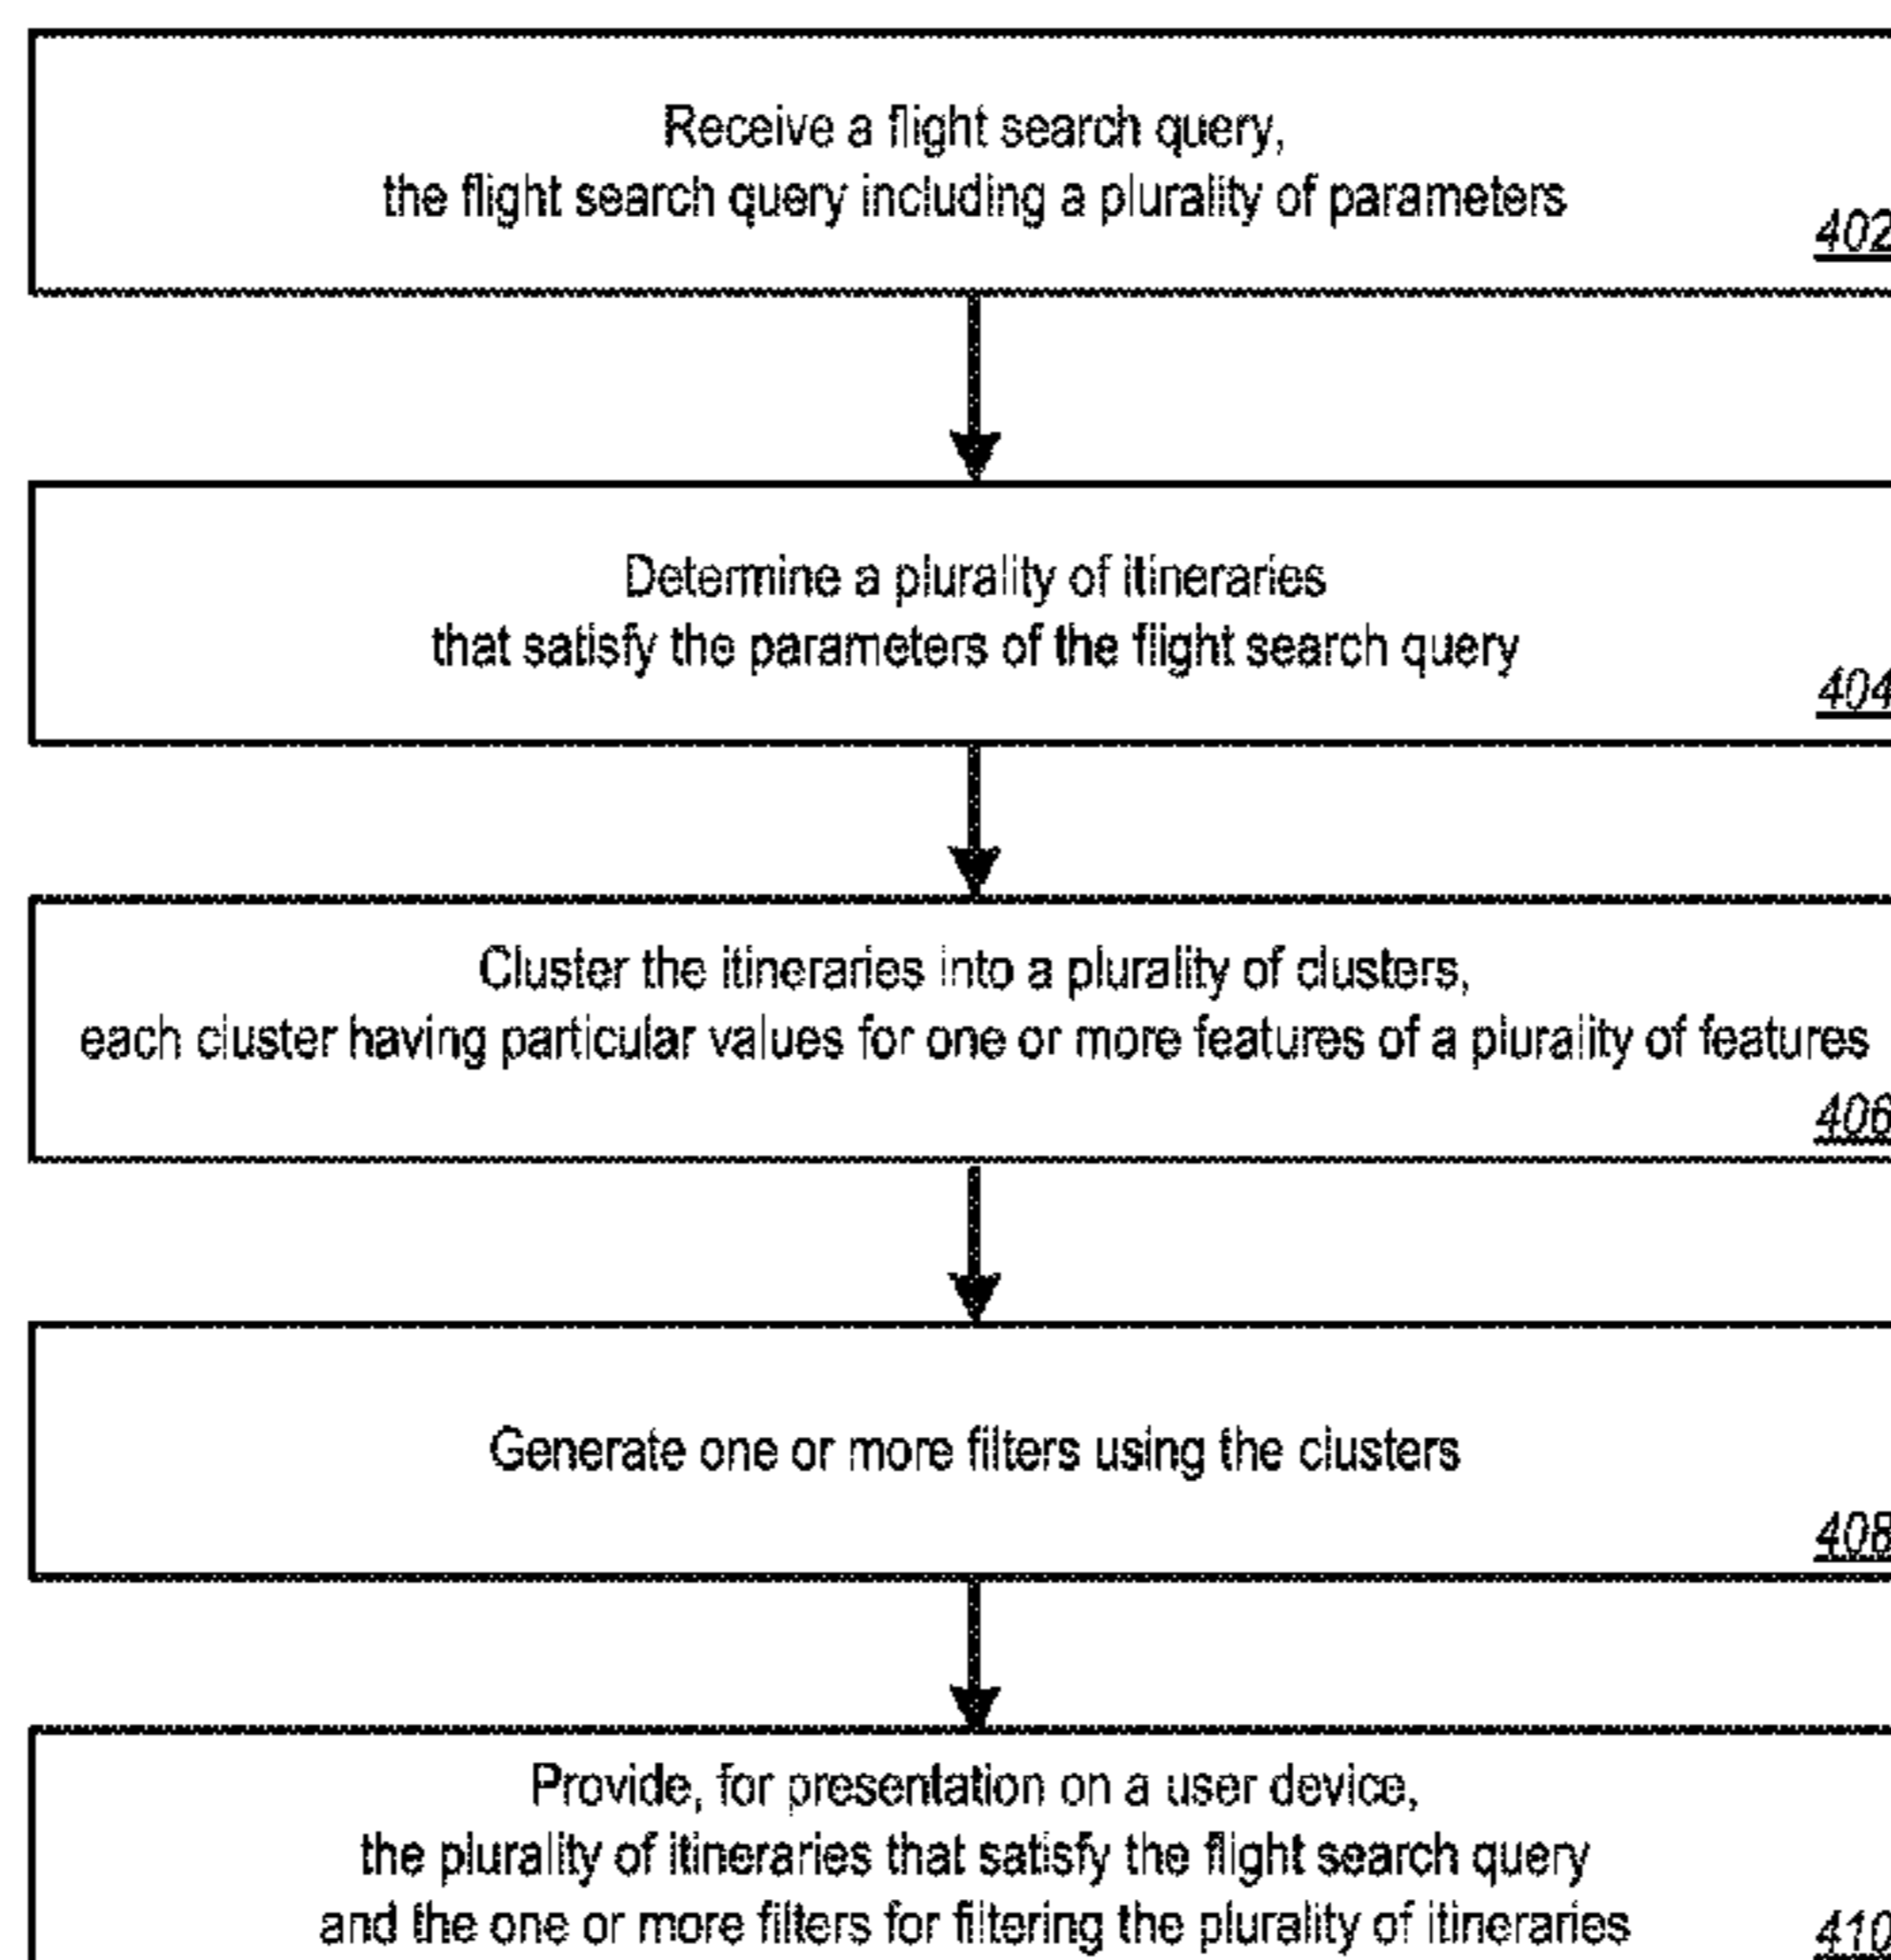 Receive a flight search query,
the flight search query including a plurality of parameters
402
Determine a plurality of itineraries
that satisfy the parameters of the flight search query
404
Cluster the itineraries into a plurality of clusters,
each cluster having particular values for one or more features of a plurality of features
406
Generate one or more filters using the clusters
408
Provide, for presentation on a user device,
the plurality of itineraries that satisfy the flight search query
and the one or more filters for filtering the plurality of itineraries
410